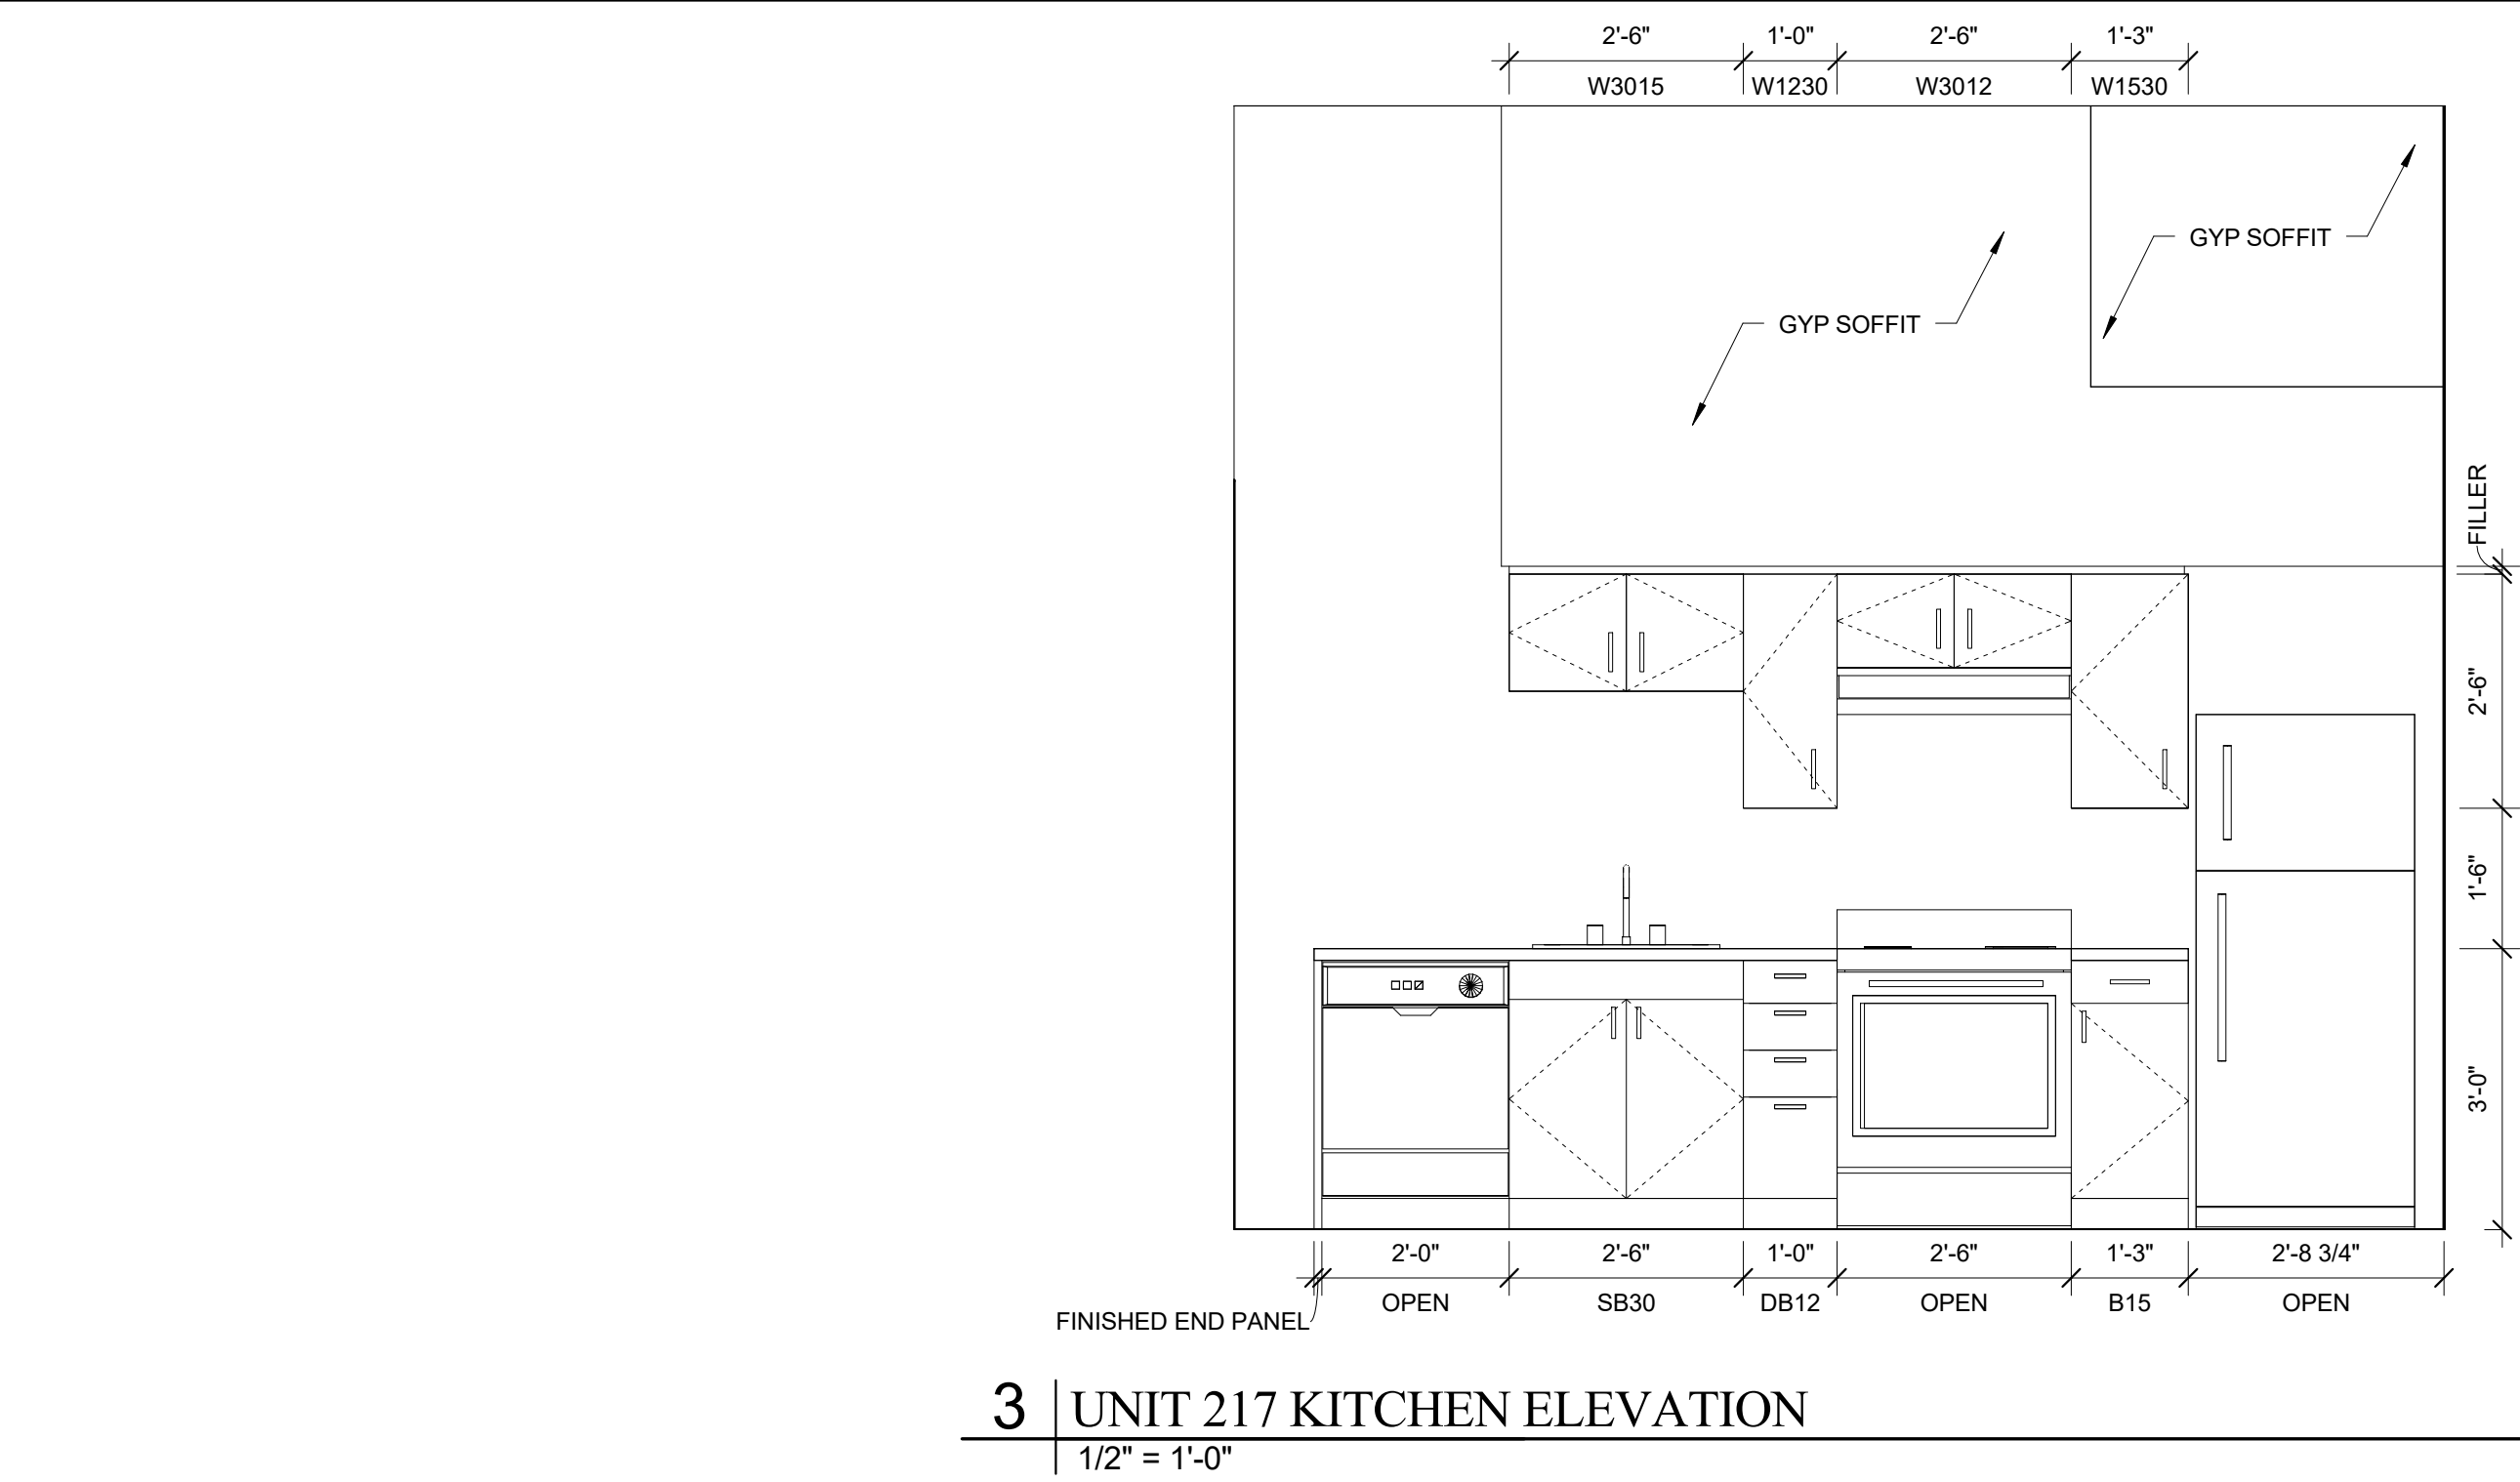 2'-6" 1'-0" 2'-6" 1'-3"
W3015 W1230 W3012 W1530
GYP SOFFIT
GYP SOFFIT
FILLER
2'-6"
1'-6"
3'-0"
2'-0" 2'-6" 1'-0" 2'-6" 1'-3" 2'-8 3/4"
OPEN SB30 DB12 OPEN B15 OPEN
FINISHED END PANEL
3 UNIT 217 KITCHEN ELEVATION
1/2" = 1'-0"